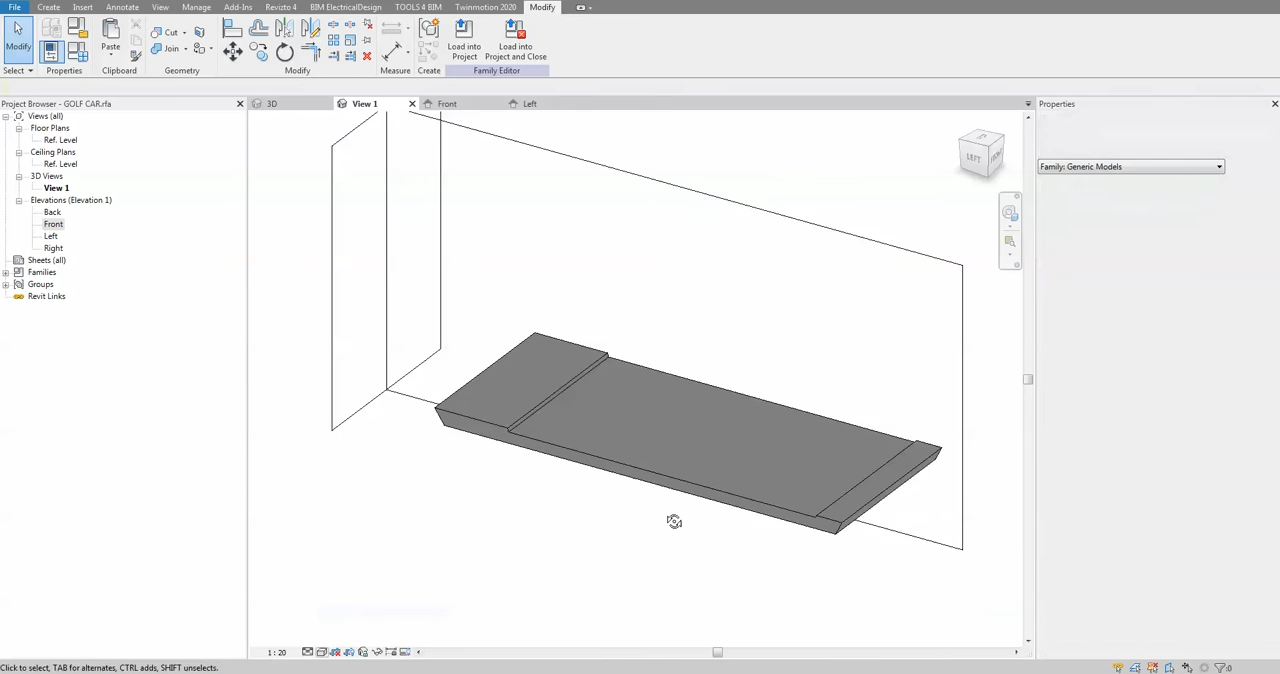 File Create Insert Annotate View Manage Add-Ins Revizto 4 BIM ElectricalDesign TOOLS 4 BIM Twinmotion 2020 Modify
Modify
Paste
Cut
Join
Load into Project
Load into Project and Close
Select Properties Clipboard Geometry Modify Measure Create Family Editor
Project Browser - GOLF CAR.rfa
3D View 1 Front Left
Properties
Views (all)
Floor Plans
Ref. Level
Ceiling Plans
Ref. Level
3D Views
View 1
Elevations (Elevation 1)
Back
Front
Left
Right
Sheets (all)
Families
Groups
Revit Links
Family: Generic Models
LEFT
1 : 20
Click to select, TAB for alternates, CTRL adds, SHIFT unselects.
:0